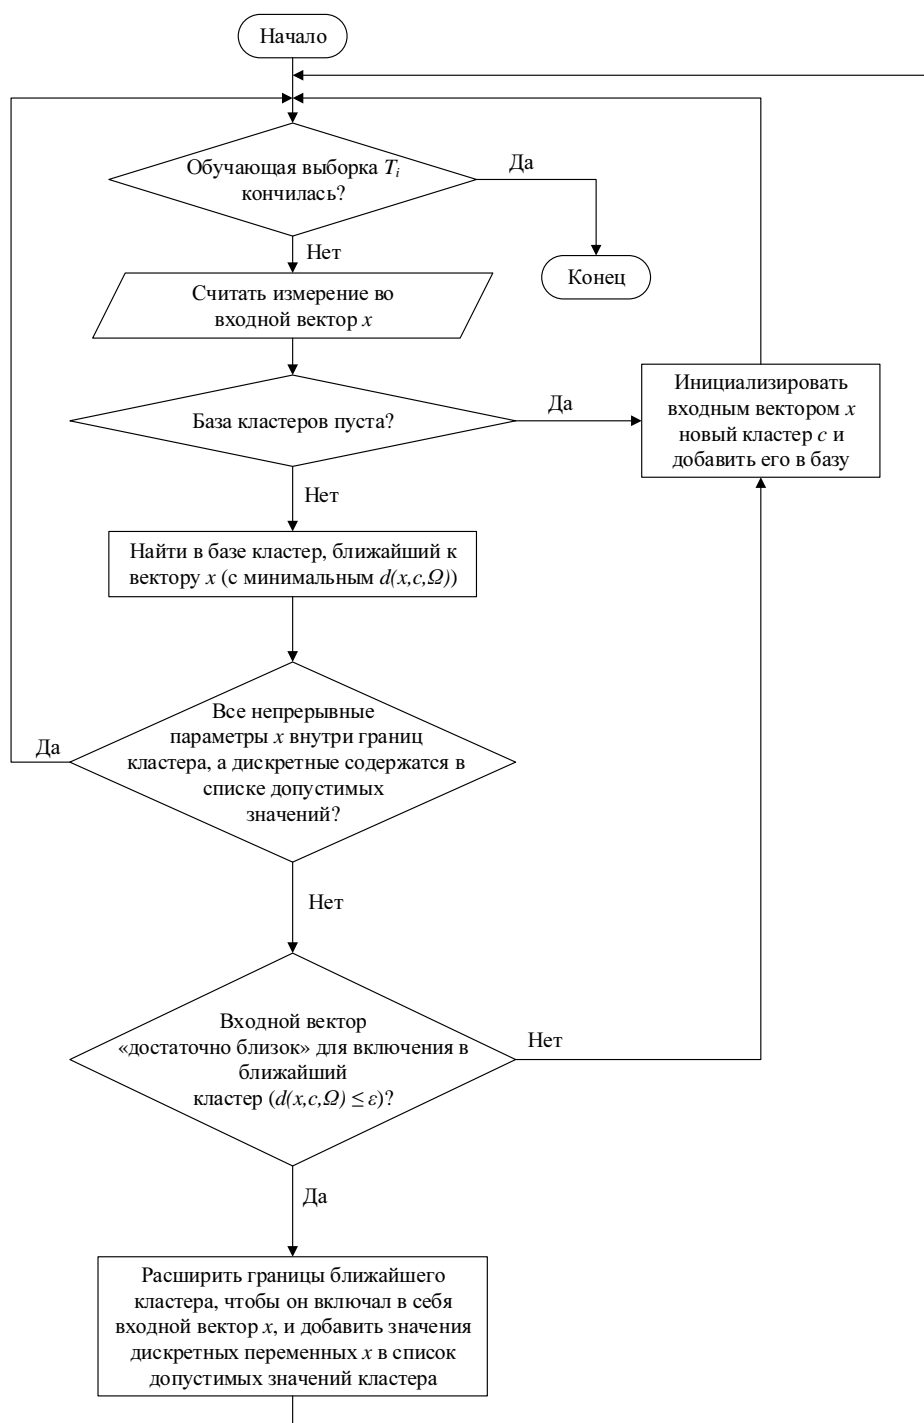 Начало
Обучающая выборка Ti
кончилась?
Да
Нет
Конец
Считать измерение во
входной вектор x
База кластеров пуста?
Да
Инициализировать
входным вектором x
новый кластер c и
добавить его в базу
Нет
Найти в базе кластер, ближайший к
вектору x (с минимальным d(x,c,Ω))
Все непрерывные
параметры x внутри границ
кластера, а дискретные содержатся в
списке допустимых
значений?
Да
Нет
Входной вектор
«достаточно близок» для включения в
ближайший
кластер (d(x,c,Ω) ≤ ε)?
Нет
Да
Расширить границы ближайшего
кластера, чтобы он включал в себя
входной вектор x, и добавить значения
дискретных переменных x в список
допустимых значений кластера